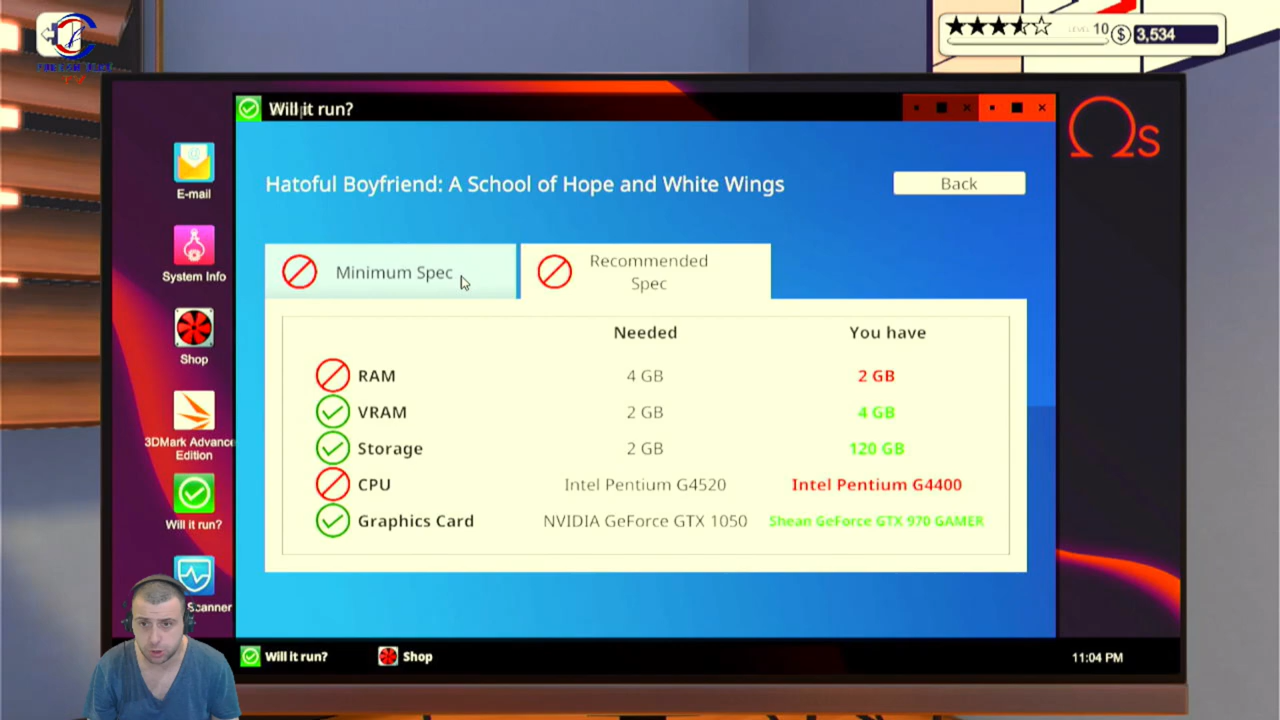 LEVEL 10 $ 3,534
Will it run?
Ωs
E-mail
Hatoful Boyfriend: A School of Hope and White Wings
Back
System Info
Minimum Spec
Recommended
Spec
Needed You have
Shop
RAM 4 GB 2 GB
VRAM 2 GB 4 GB
3DMark Advance
Edition
Storage 2 GB 120 GB
CPU Intel Pentium G4520 Intel Pentium G4400
Will it run?
Graphics Card NVIDIA GeForce GTX 1050 Shean GeForce GTX 970 GAMER
Scanner
Will it run? Shop 11:04 PM